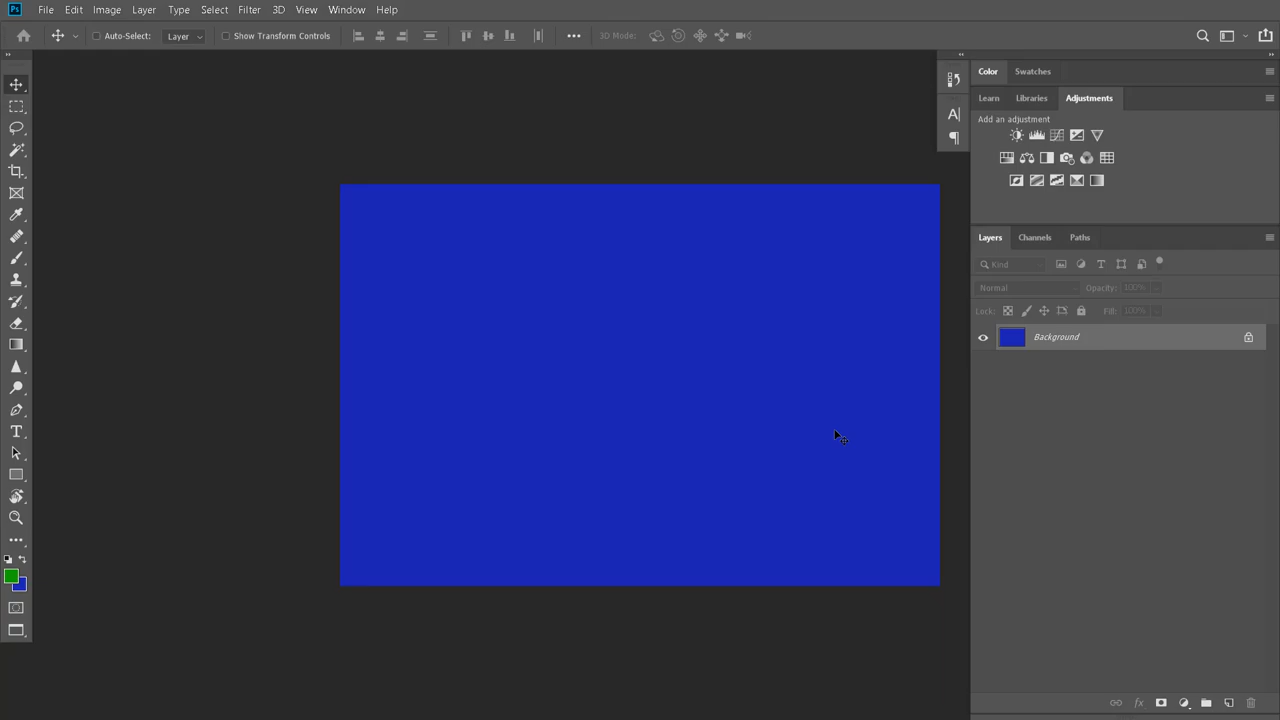 Ps File Edit Image Layer Type Select Filter 3D View Window Help
Auto-Select: Layer Show Transform Controls 3D Mode:
Color Swatches
Learn Libraries Adjustments
Add an adjustment
Layers Channels Paths
Kind
Normal Opacity: 100%
Lock: Fill: 100%
Background